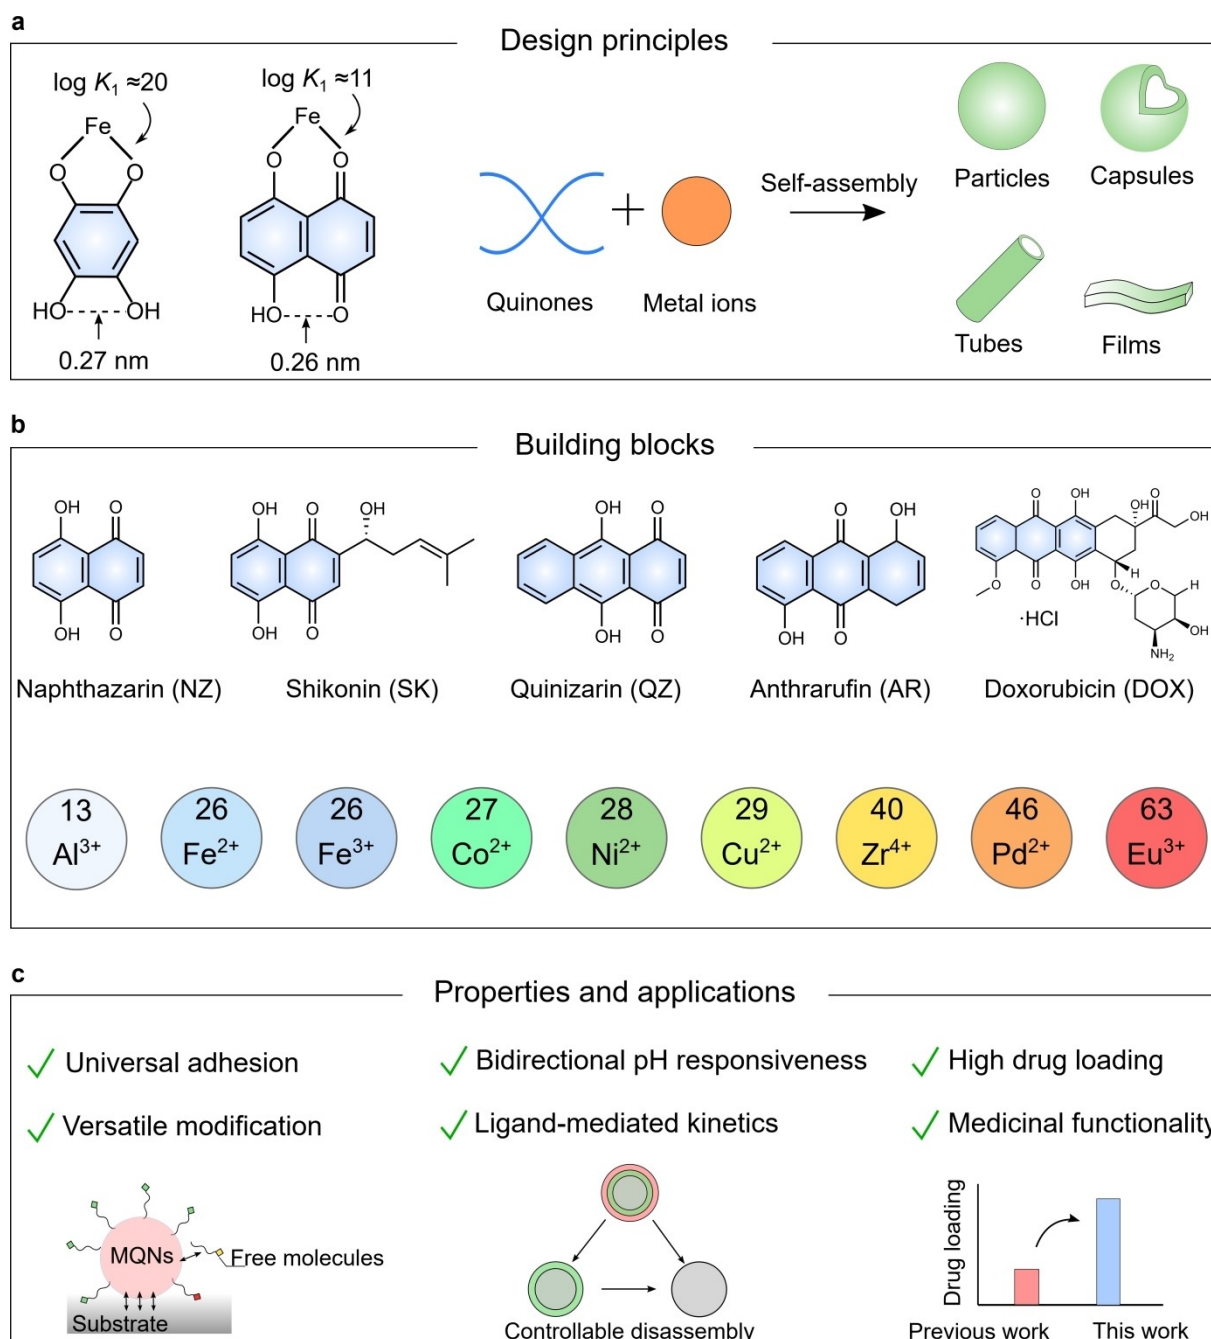 a
Design principles
log K₁ ≈20
log K₁ ≈11
Fe
Fe
O O
O O
HO OH
HO O
0.27 nm
0.26 nm
Quinones
+
Metal ions
Self-assembly
Particles
Capsules
Tubes
Films
b
Building blocks
OH O
OH O
Naphthazarin (NZ)
OH O OH
OH O
Shikonin (SK)
OH O
OH O
Quinizarin (QZ)
O OH
OH O
Anthrarufin (AR)
O OH OH O OH
O O OH O H O H
·HCl
OH
NH₂
Doxorubicin (DOX)
13
Al³⁺
26
Fe²⁺
26
Fe³⁺
27
Co²⁺
28
Ni²⁺
29
Cu²⁺
40
Zr⁴⁺
46
Pd²⁺
63
Eu³⁺
c
Properties and applications
Universal adhesion
Versatile modification
Bidirectional pH responsiveness
Ligand-mediated kinetics
High drug loading
Medicinal functionality
MQNs
Free molecules
Substrate
Controllable disassembly
Drug loading
Previous work
This work